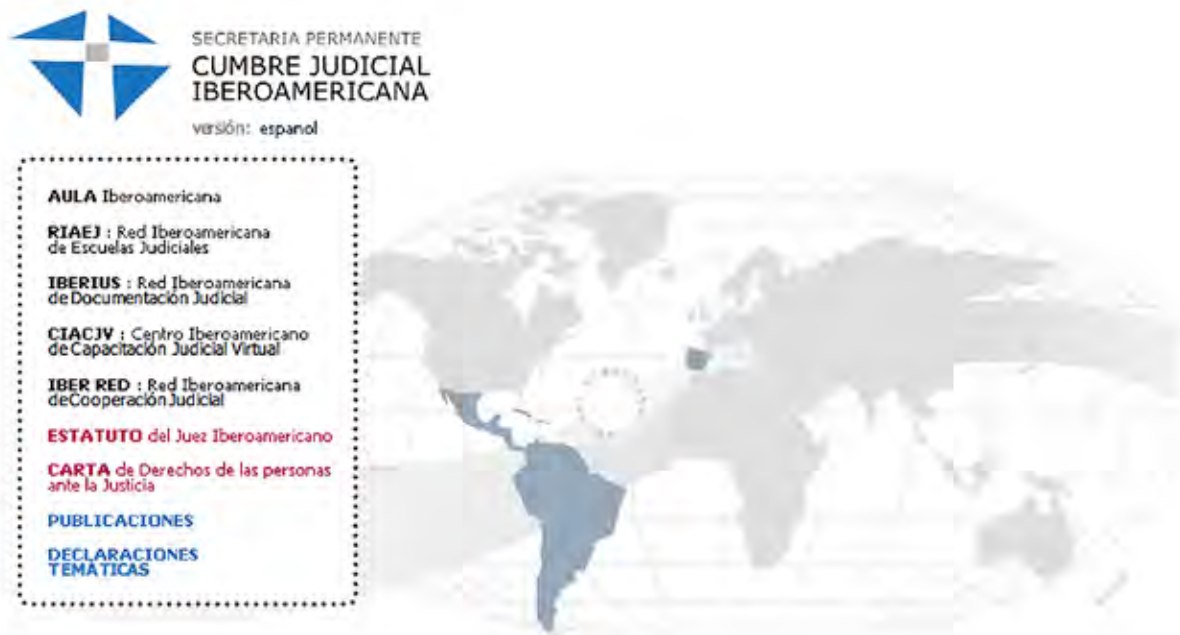 SECRETARIA PERMANENTE
CUMBRE JUDICIAL
IBEROAMERICANA
versión: espanol
AULA Iberoamericana
RIAEJ : Red Iberoamericana
de Escuelas Judiciales
IBERIUS : Red Iberoamericana
de Documentación Judicial
CIACJV : Centro Iberoamericano
de Capacitación Judicial Virtual
IBER RED : Red Iberoamericana
deCooperación Judicial
ESTATUTO del Juez Iberoamericano
CARTA de Derechos de las personas
ante la Justicia
PUBLICACIONES
DECLARACIONES
TEMÁTICAS